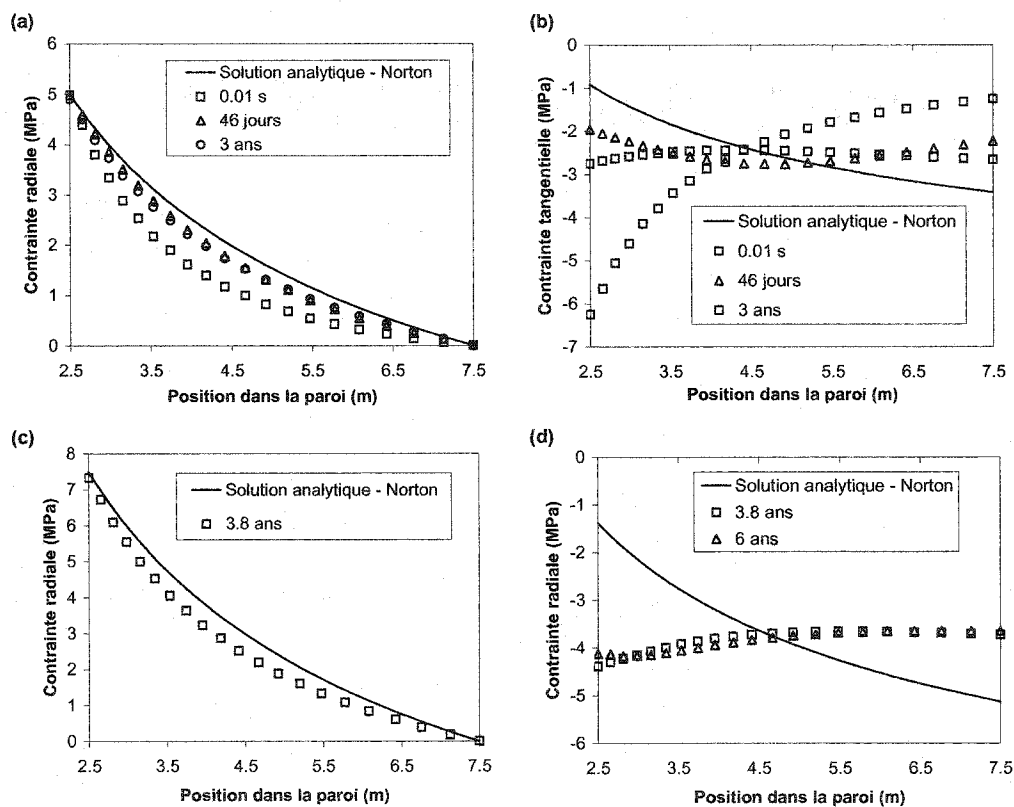 (a)
Contrainte radiale (MPa)
6
5
4
3
2
1
0
Solution analytique - Norton
0.01 s
46 jours
3 ans
2.5 3.5 4.5 5.5 6.5 7.5
Position dans la paroi (m)
(b)
Contrainte tangentielle (MPa)
0
-1
-2
-3
-4
-5
-6
-7
Solution analytique - Norton
0.01 s
46 jours
3 ans
2.5 3.5 4.5 5.5 6.5 7.5
Position dans la paroi (m)
(c)
Contrainte radiale (MPa)
8
7
6
5
4
3
2
1
0
Solution analytique - Norton
3.8 ans
2.5 3.5 4.5 5.5 6.5 7.5
Position dans la paroi (m)
(d)
Contrainte radiale (MPa)
0
-1
-2
-3
-4
-5
-6
Solution analytique - Norton
3.8 ans
6 ans
2.5 3.5 4.5 5.5 6.5 7.5
Position dans la paroi (m)